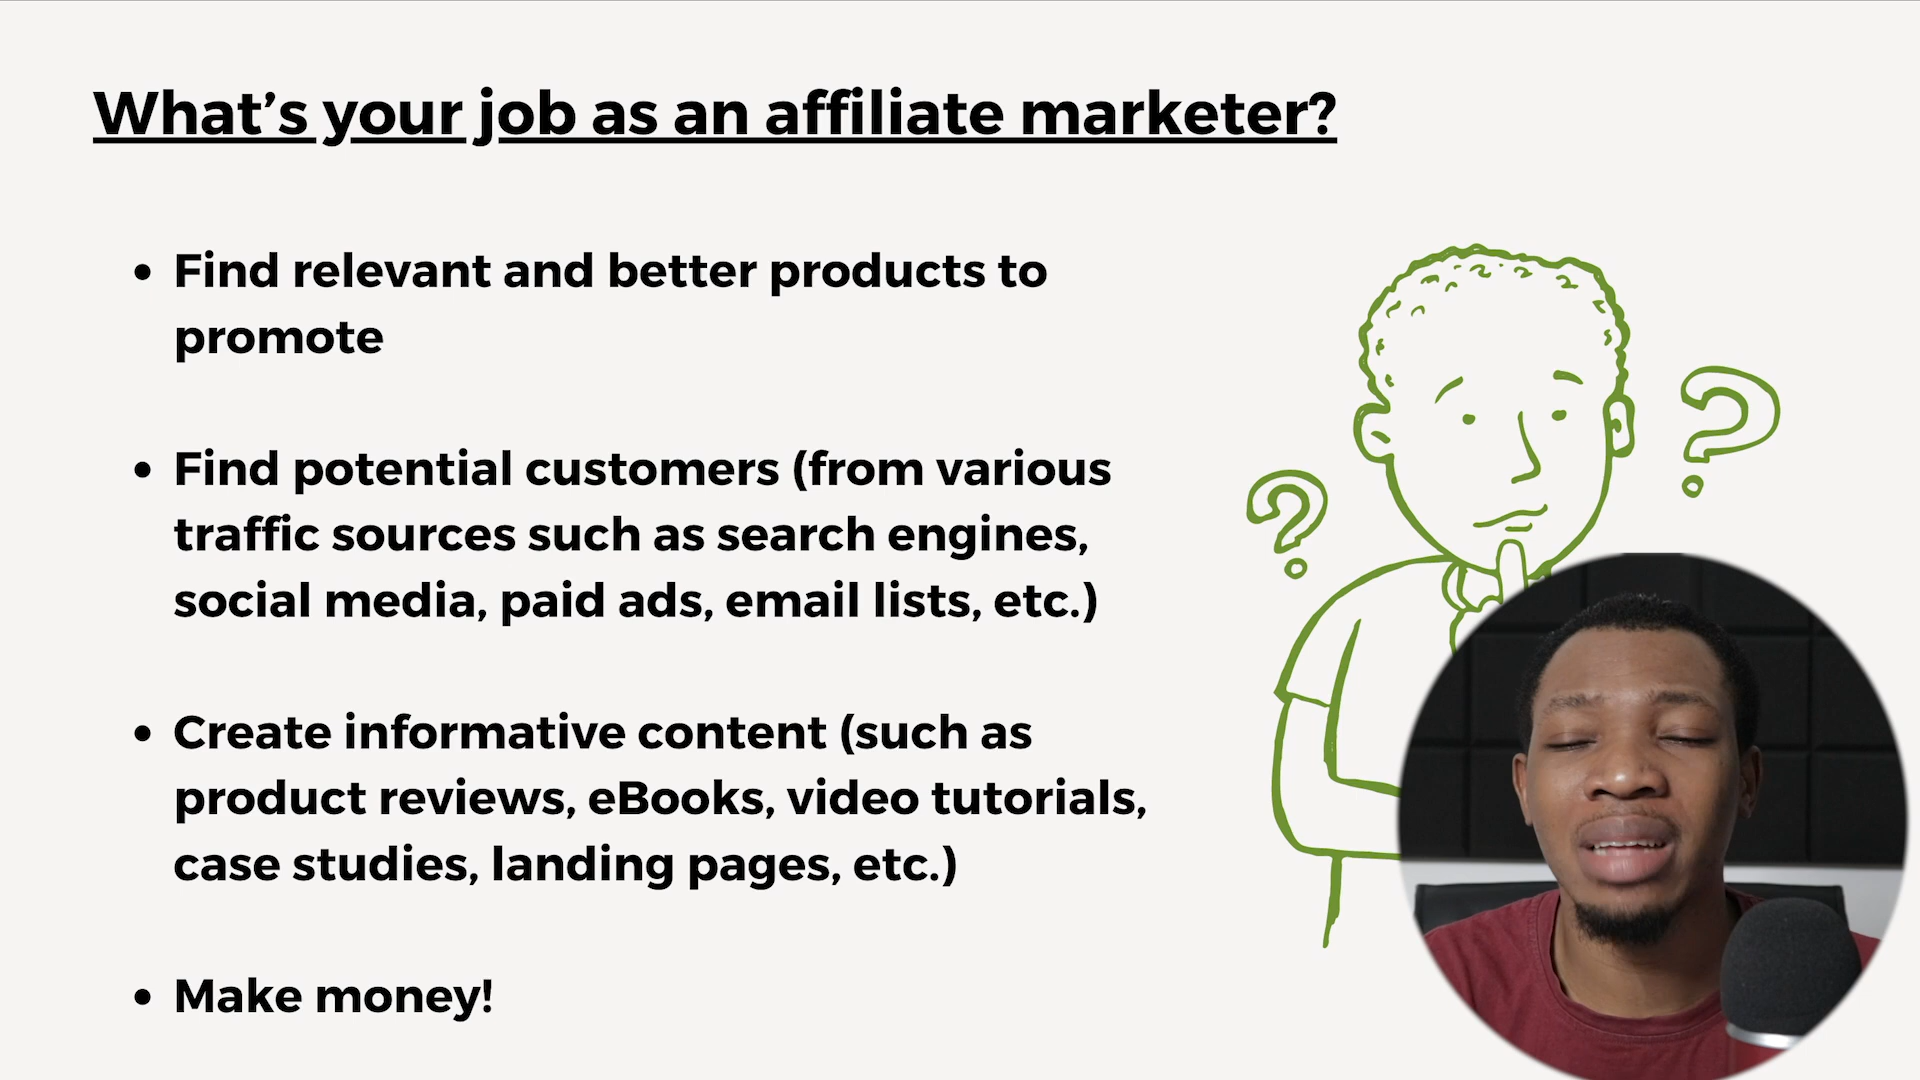 What’s your job as an affiliate marketer?
• Find relevant and better products to
promote
• Find potential customers (from various
traffic sources such as search engines,
social media, paid ads, email lists, etc.)
• Create informative content (such as
product reviews, eBooks, video tutorials,
case studies, landing pages, etc.)
• Make money!
? ?